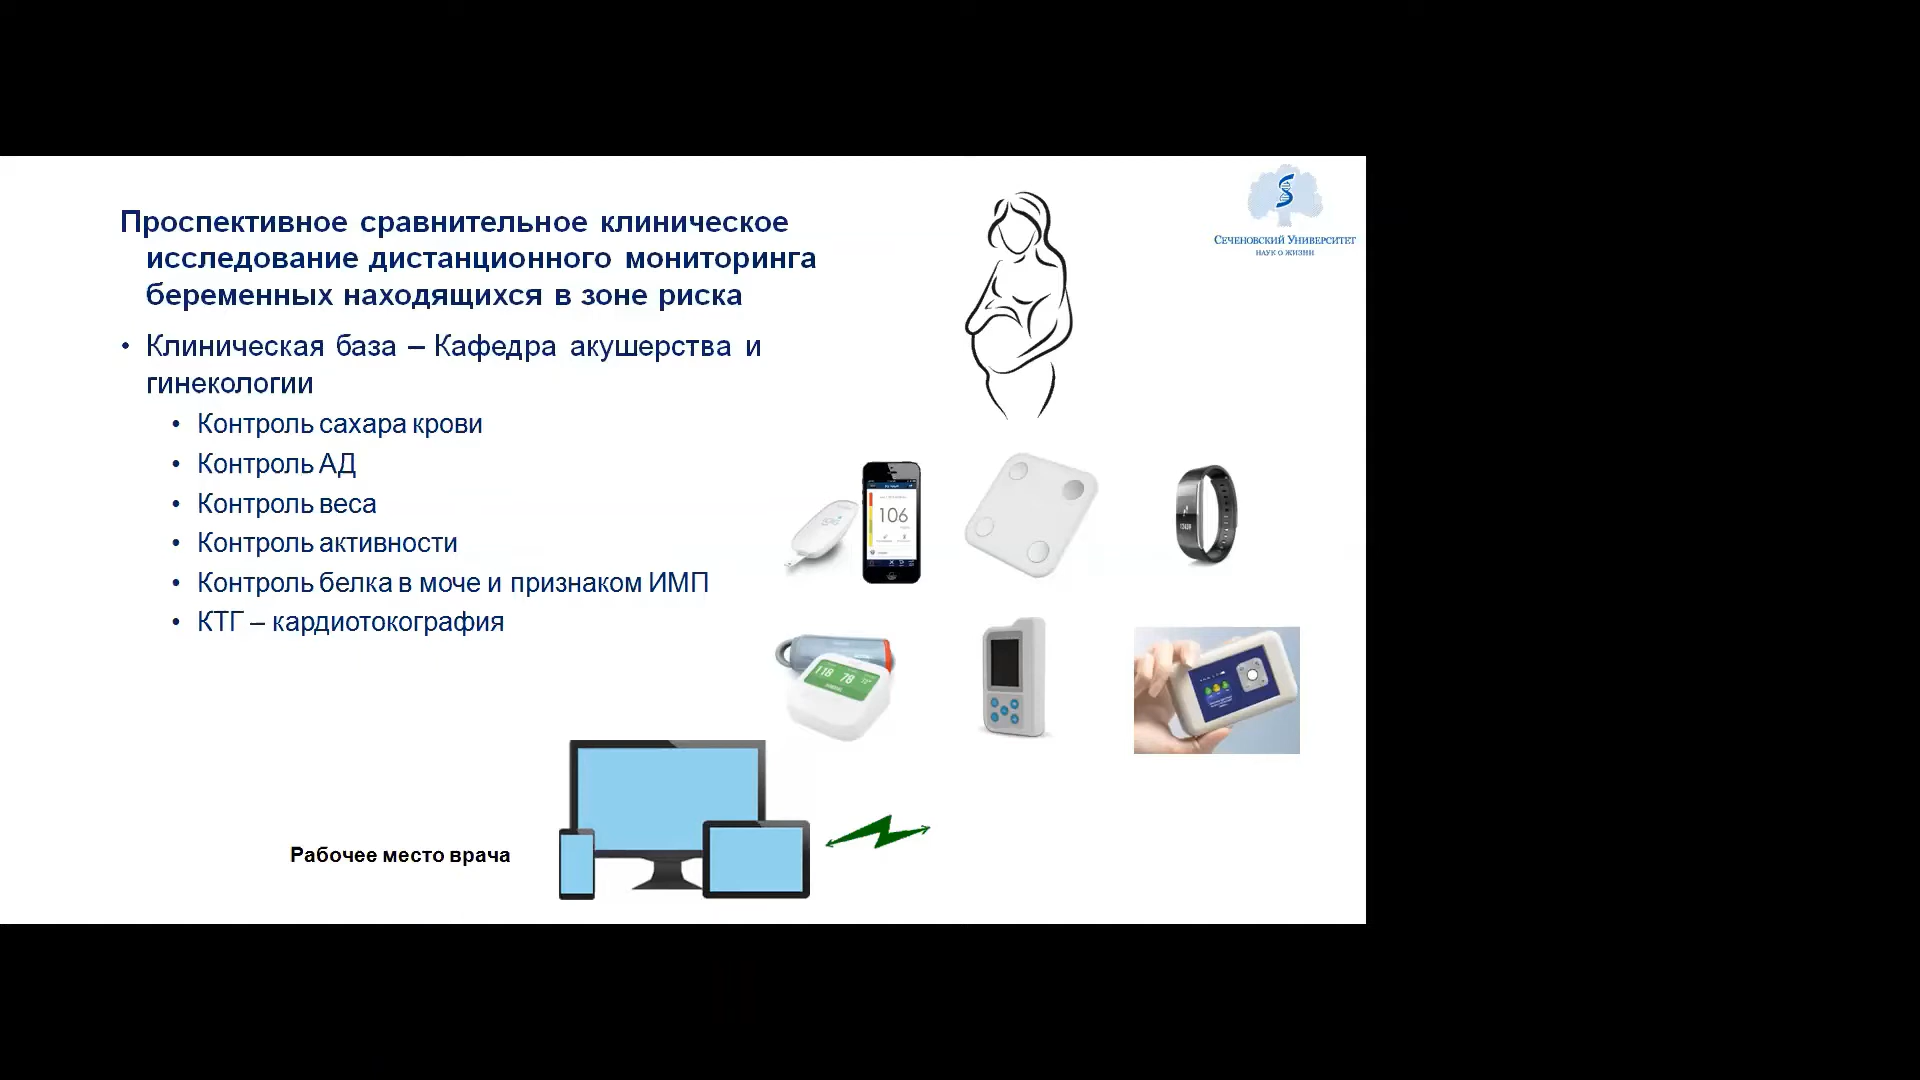 Проспективное сравнительное клиническое
исследование дистанционного мониторинга
беременных находящихся в зоне риска
• Клиническая база – Кафедра акушерства и
гинекологии
• Контроль сахара крови
• Контроль АД
• Контроль веса
• Контроль активности
• Контроль белка в моче и признаком ИМП
• КТГ – кардиотокография
Сеченовский Университет
наук о жизни
106
118 78
Рабочее место врача